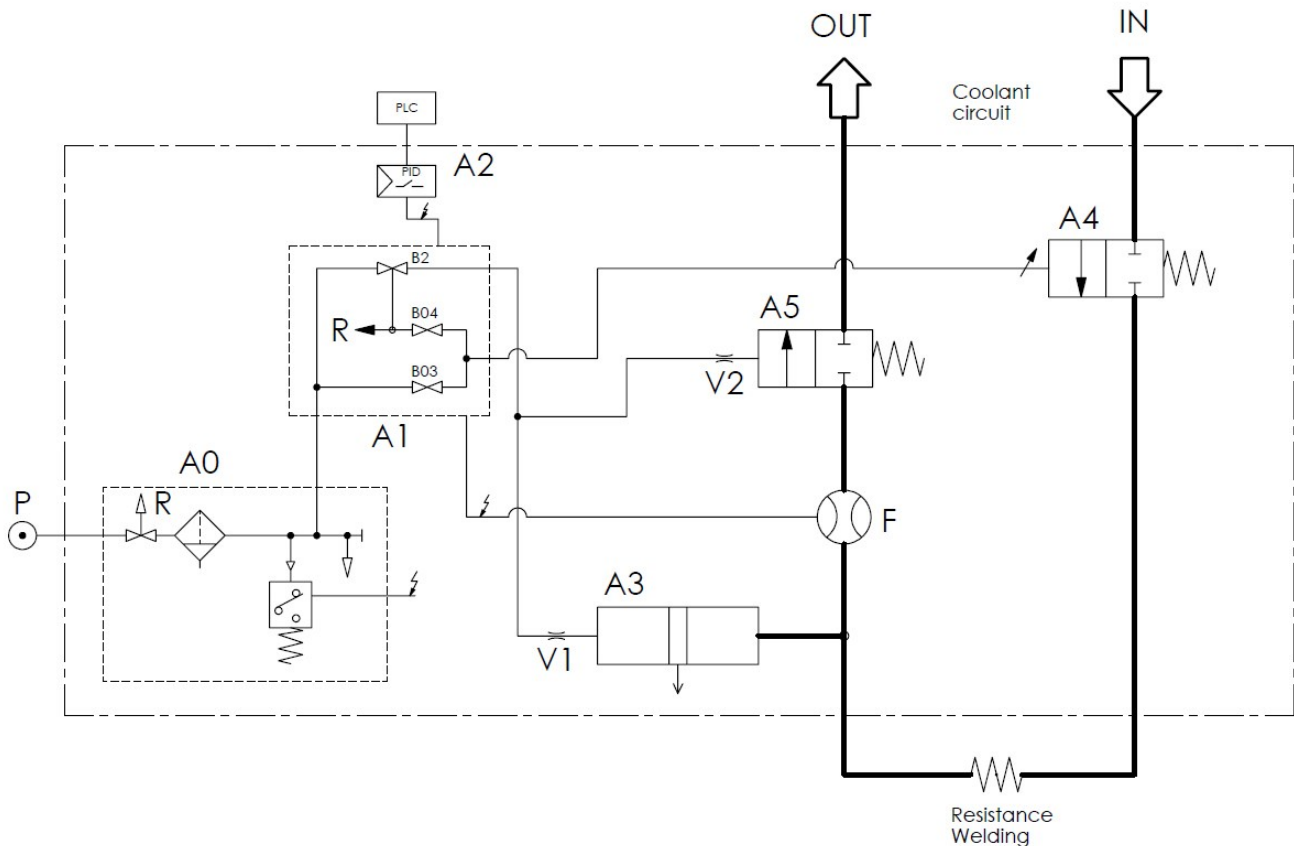 OUT
IN
Coolant
circuit
PLC
PID
A2
A4
B2
A5
R
B04
V2
B03
A1
A0
P
R
F
A3
V1
Resistance
Welding